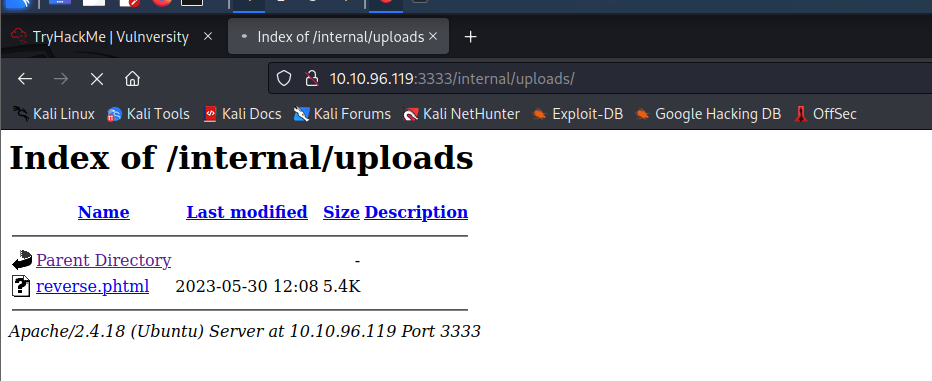 TryHackMe | Vulnversity
Index of /internal/uploads
10.10.96.119:3333/internal/uploads/
Kali Linux Kali Tools Kali Docs Kali Forums Kali NetHunter Exploit-DB Google Hacking DB OffSec
Index of /internal/uploads
Name Last modified Size Description
Parent Directory -
reverse.phtml 2023-05-30 12:08 5.4K
Apache/2.4.18 (Ubuntu) Server at 10.10.96.119 Port 3333